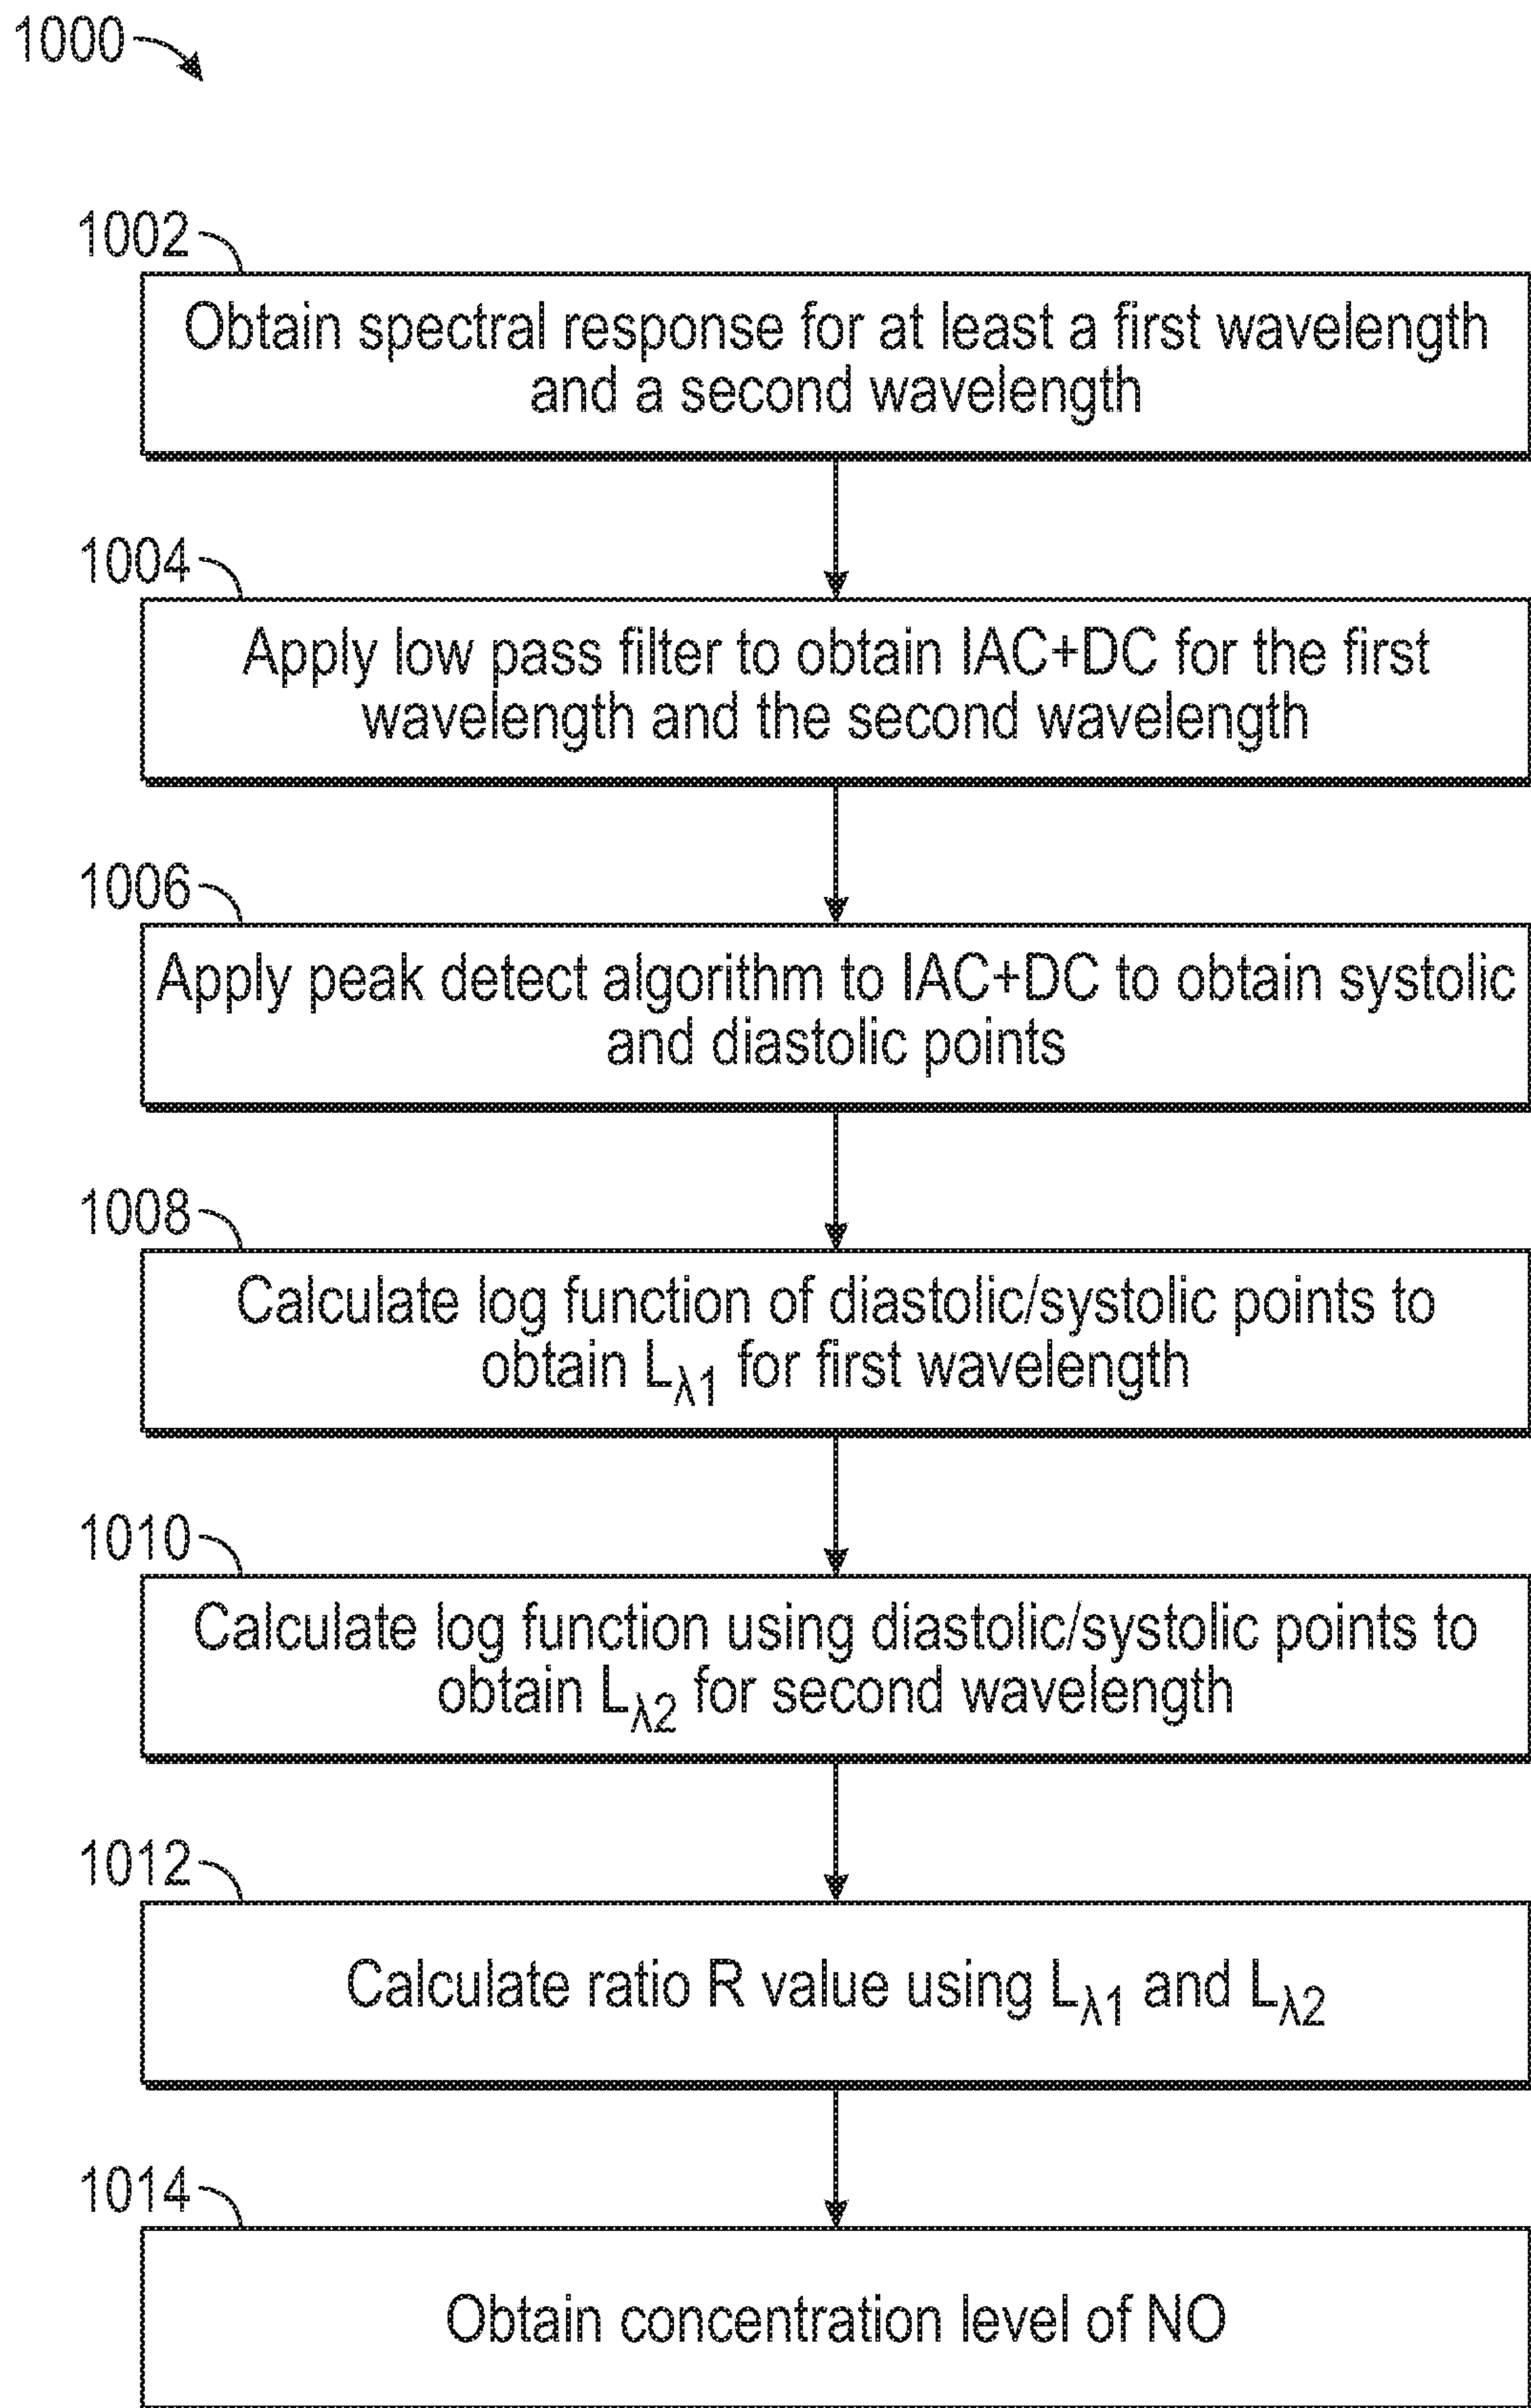 1000
1002
Obtain spectral response for at least a first wavelength
and a second wavelength
1004
Apply low pass filter to obtain IAC+DC for the first
wavelength and the second wavelength
1006
Apply peak detect algorithm to IAC+DC to obtain systolic
and diastolic points
1008
Calculate log function of diastolic/systolic points to
obtain Lλ1 for first wavelength
1010
Calculate log function using diastolic/systolic points to
obtain Lλ2 for second wavelength
1012
Calculate ratio R value using Lλ1 and Lλ2
1014
Obtain concentration level of NO